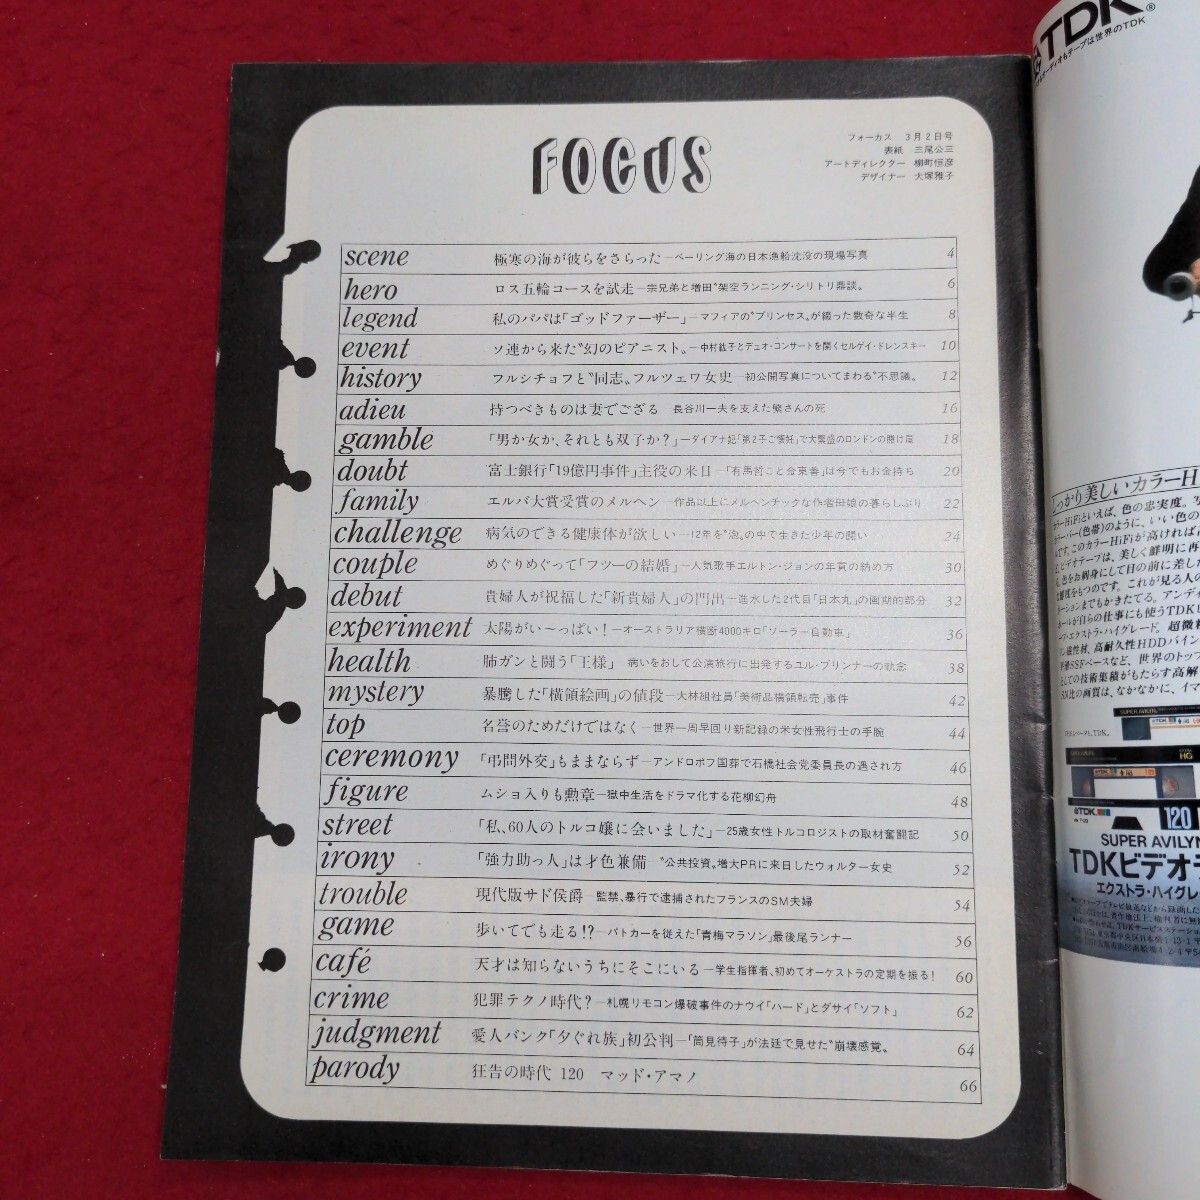 FOCUS
フォーカス 3月2日号
表紙 三尾公三
アートディレクター 柳町恒彦
デザイナー 大塚雅子
scene 極寒の海が彼らをさらった—ベーリング海の日本漁船沈没の現場写真 4
hero ロス五輪コースを試走—宗兄弟と増田〝架空ランニング・シリトリ鼎談〟 6
legend 私のパパは「ゴッドファーザー」—マフィアの〝プリンセス〟が綴った数奇な半生 8
event ソ連から来た〝幻のピアニスト〟—中村紘子とデュオ・コンサートを開くセルゲイ・ドレンスキー 10
history フルシチョフと〝同志〟フルツェワ女史—初公開写真についてまわる〝不思議〟 12
adieu 持つべきものは妻でござる 長谷川一夫を支えた繁さんの死 16
gamble 「男か女か、それとも双子か?」—ダイアナ妃「第2子ご懐妊」で大繁盛のロンドンの賭け屋 18
doubt 富士銀行「19億円事件」主役の来日—「有馬哲こと金東善」は今でもお金持ち 20
family エルバ大賞受賞のメルヘン—作品以上にメルヘンチックな作者母娘の暮らしぶり 22
challenge 病気のできる健康体が欲しい—12年を〝泡〟の中で生きた少年の闘い 24
couple めぐりめぐって「フツーの結婚」—人気歌手エルトン・ジョンの年貢の納め方 30
debut 貴婦人が祝福した「新貴婦人」の門出—進水した2代目「日本丸」の画期的部分 32
experiment 太陽がい〜っぱい!—オーストラリア横断4000キロ「ソーラー自動車」 36
health 肺ガンと闘う「王様」 病いをおして公演旅行に出発するユル・ブリンナーの執念 38
mystery 暴騰した「横領絵画」の値段—大林組社員「美術品横領転売」事件 42
top 名誉のためだけではなく—世界一周早回り新記録の米女性飛行士の手腕 44
ceremony 「弔問外交」もままならず—アンドロポフ国葬で石橋社会党委員長の遇され方 46
figure ムショ入りも勲章—獄中生活をドラマ化する花柳幻舟 48
street 「私、60人のトルコ嬢に会いました」—25歳女性トルコロジストの取材奮闘記 50
irony 「強力助っ人」は才色兼備—〝公共投資〟増大PRに来日したウォルター女史 52
trouble 現代版サド侯爵—監禁、暴行で逮捕されたフランスのSM夫婦 54
game 歩いてでも走る!?—パトカーを従えた「青梅マラソン」最後尾ランナー 56
café 天才は知らないうちにそこにいる—学生指揮者、初めてオーケストラの定期を振る! 60
crime 犯罪テクノ時代?—札幌リモコン爆破事件のナウイ「ハード」とダサイ「ソフト」 62
judgment 愛人バンク「夕ぐれ族」初公判—「筒見待子」が法廷で見せた〝崩壊感覚〟 64
parody 狂告の時代 120 マッド・アマノ 66
TDK®
テープは世界のTDK
しっかり美しいカラーH
カラーHiFiといえば、色の忠実度。
SUPER AVILYN
TDK
HG
TDK
120
SUPER AVILYN
TDKビデオテ
エクストラ・ハイグレ